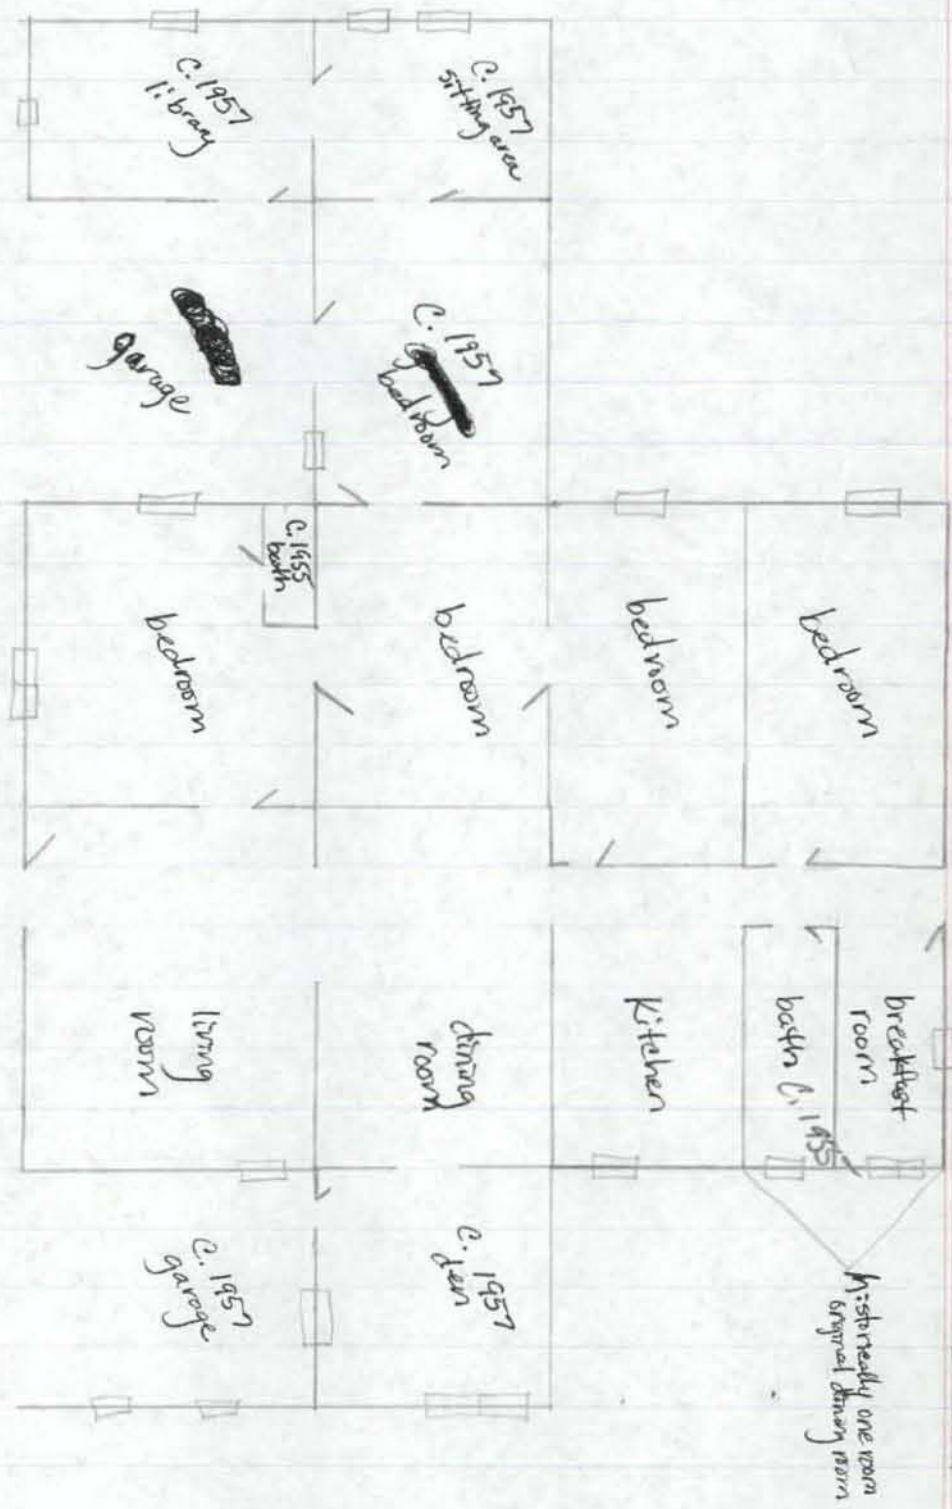 C. 1957
library
C. 1957
sitting area
garage
C. 1957
bedroom
C. 1955
bath
bedroom
bedroom
bedroom
bedroom
living
room
dining
room
Kitchen
bath C. 1955
breakfast
room
C. 1957
garage
C. 1957
den
historically one room
original dining room